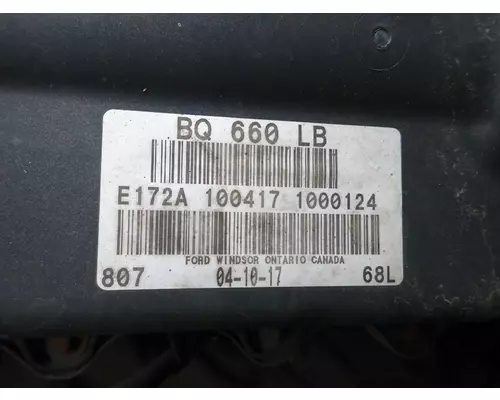 BQ 660 LB
E172A 100417 1000124
FORD WINDSOR ONTARIO CANADA
807 04-10-17 68L